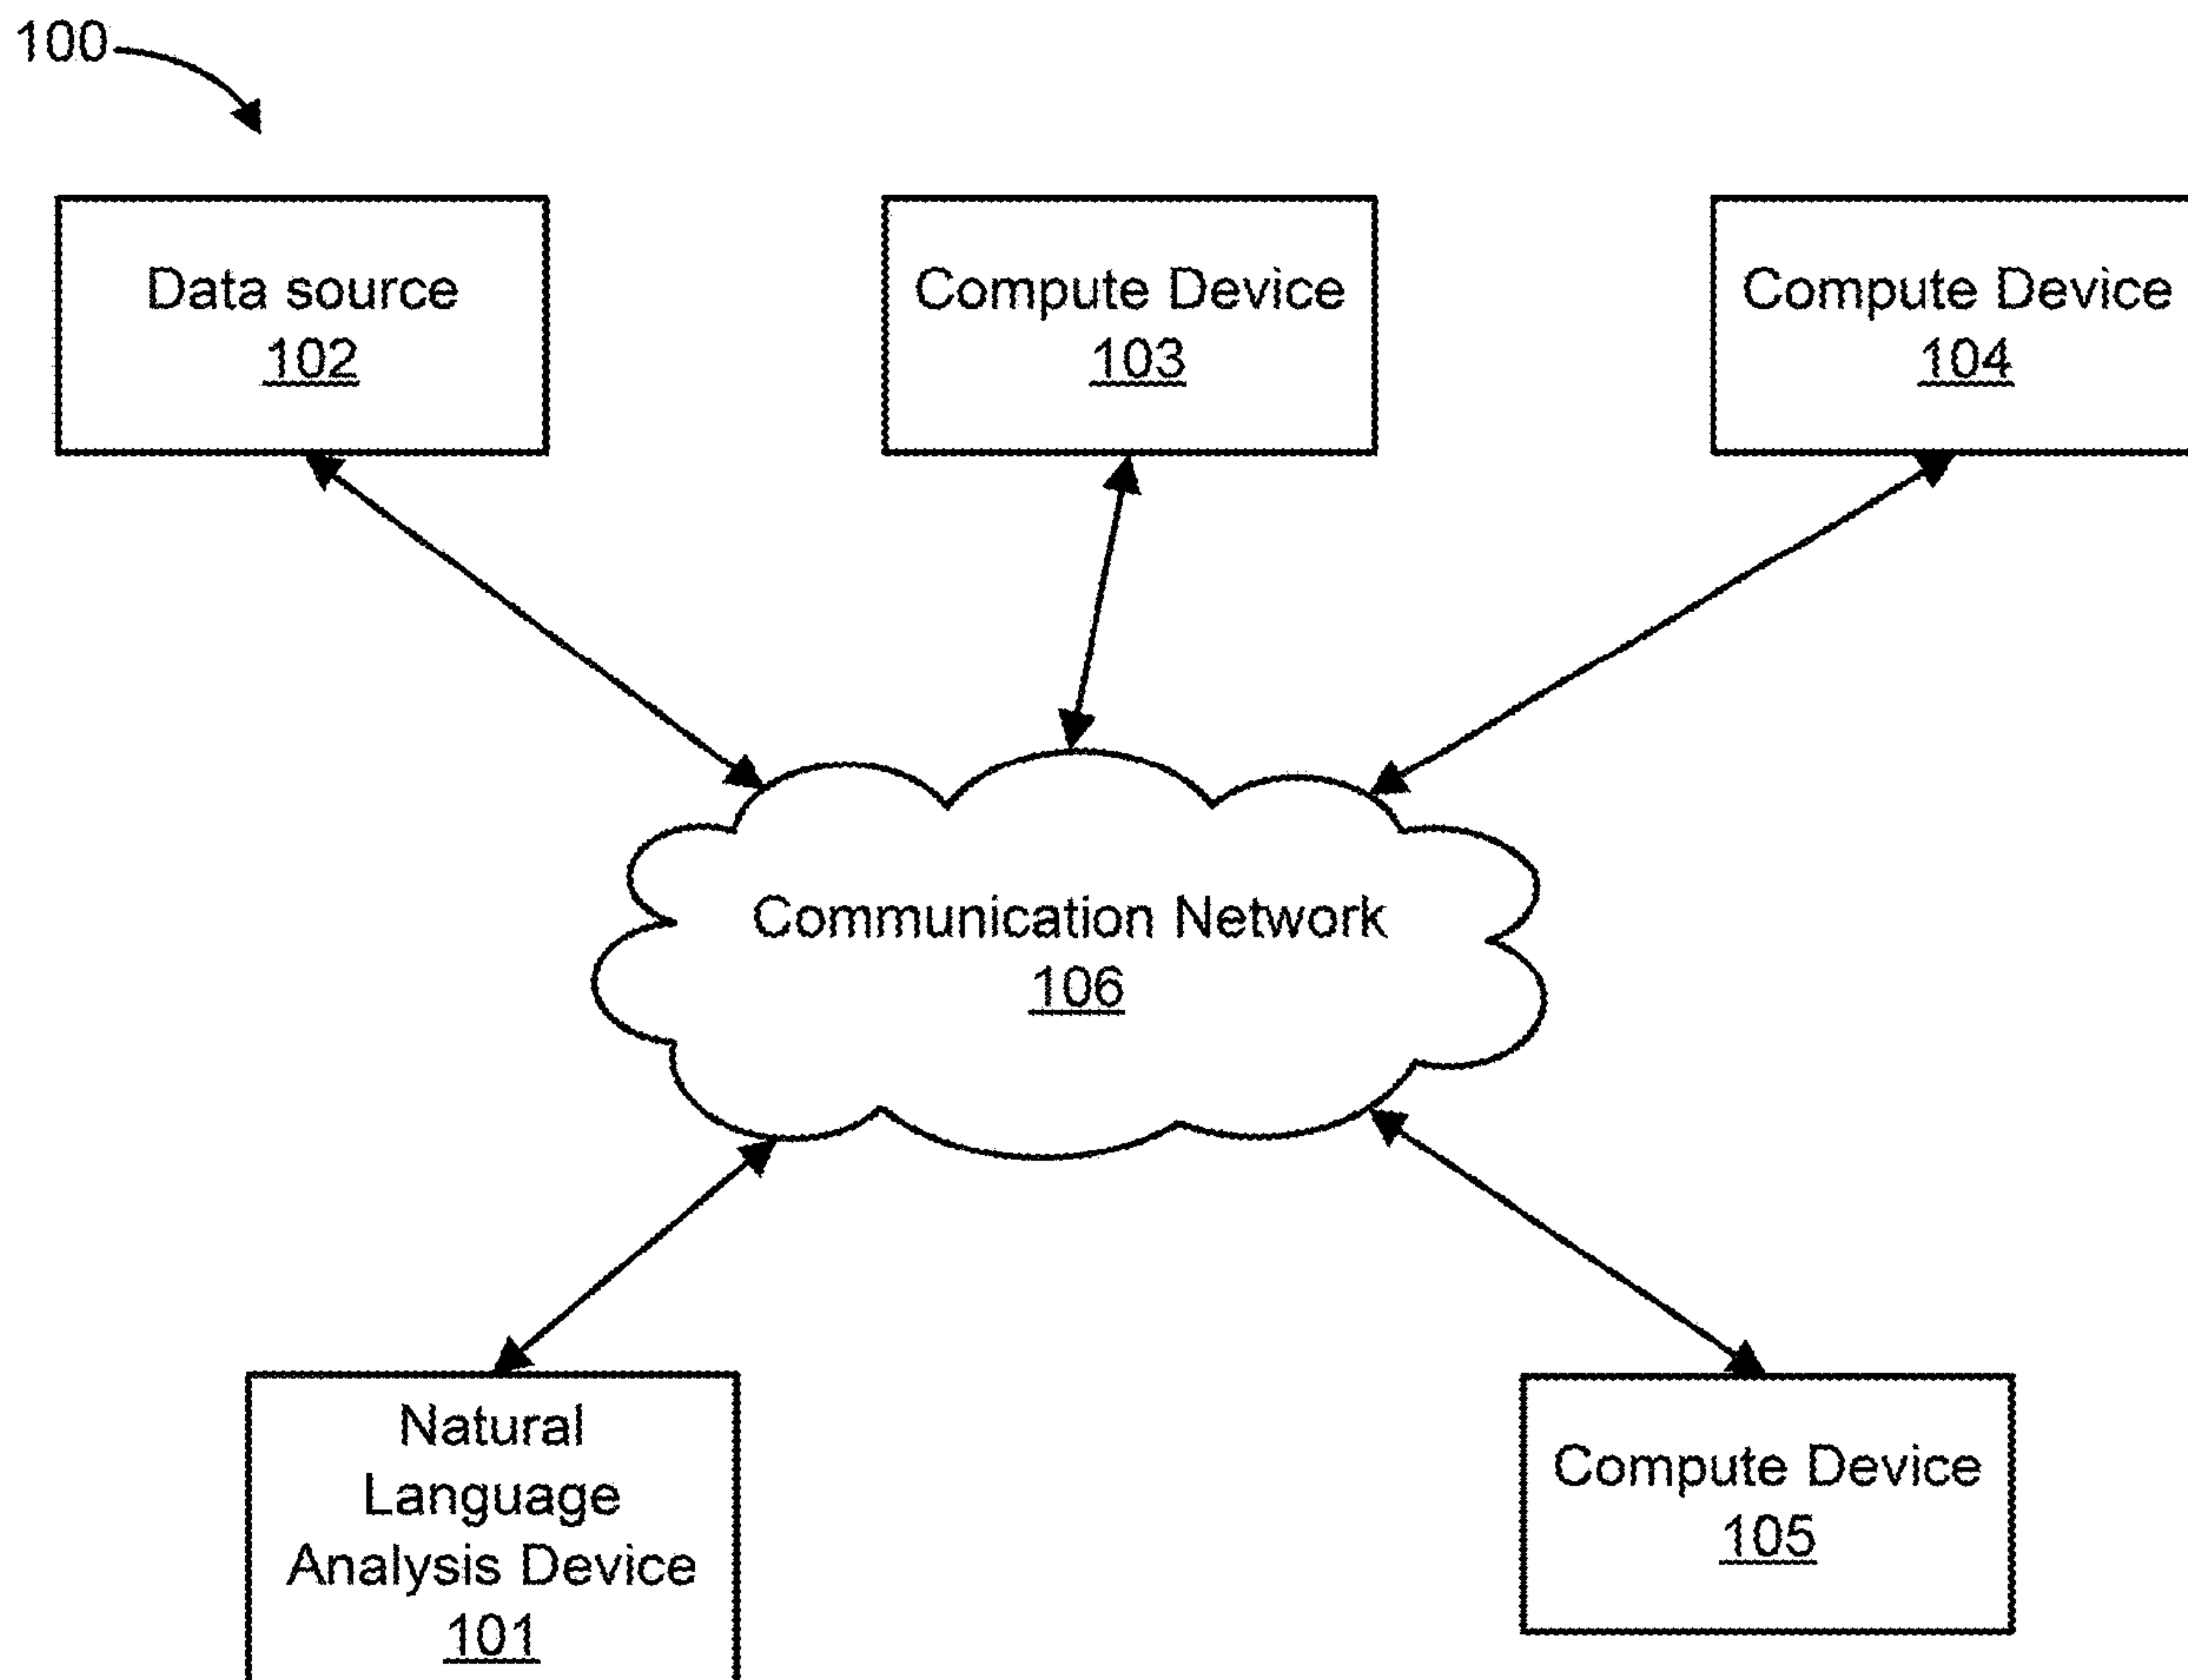 100
Data source
102
Compute Device
103
Compute Device
104
Communication Network
106
Natural
Language
Analysis Device
101
Compute Device
105